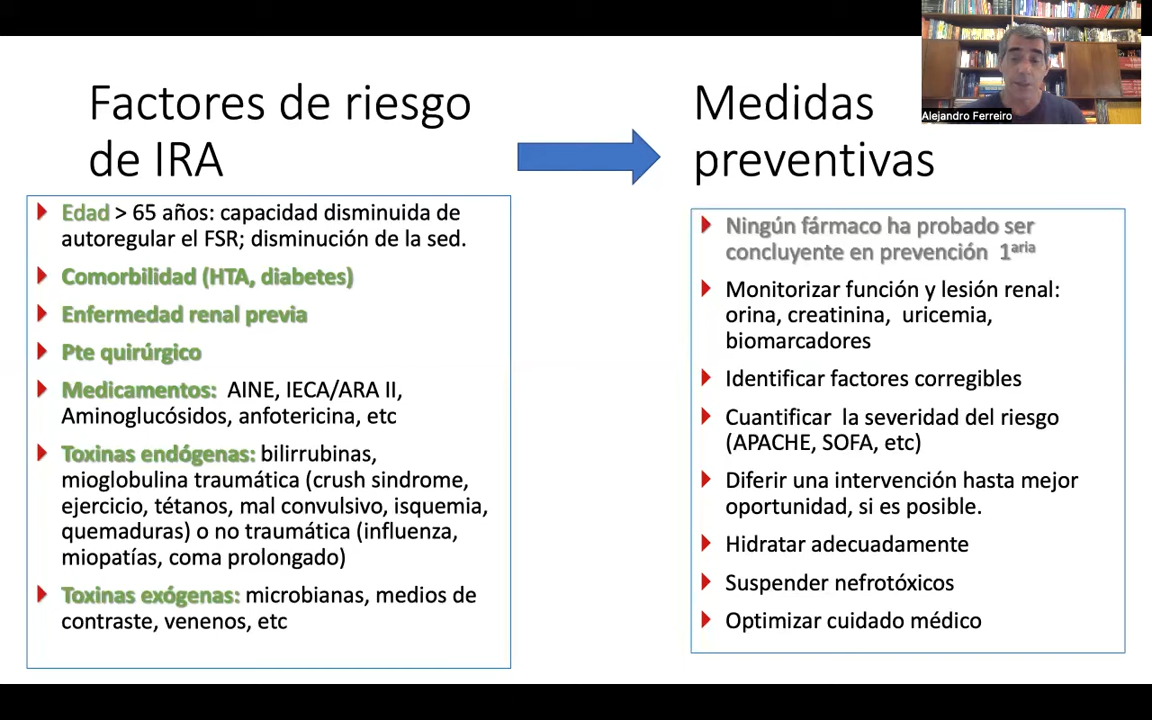 Factores de riesgo
de IRA
Edad > 65 años: capacidad disminuida de
autoregular el FSR; disminución de la sed.
Comorbilidad (HTA, diabetes)
Enfermedad renal previa
Pte quirúrgico
Medicamentos: AINE, IECA/ARA II,
Aminoglucósidos, anfotericina, etc
Toxinas endógenas: bilirrubinas,
mioglobulina traumática (crush sindrome,
ejercicio, tétanos, mal convulsivo, isquemia,
quemaduras) o no traumática (influenza,
miopatías, coma prolongado)
Toxinas exógenas: microbianas, medios de
contraste, venenos, etc
Medidas
preventivas
Ningún fármaco ha probado ser
concluyente en prevención 1aria
Monitorizar función y lesión renal:
orina, creatinina, uricemia,
biomarcadores
Identificar factores corregibles
Cuantificar la severidad del riesgo
(APACHE, SOFA, etc)
Diferir una intervención hasta mejor
oportunidad, si es posible.
Hidratar adecuadamente
Suspender nefrotóxicos
Optimizar cuidado médico
Alejandro Ferreiro